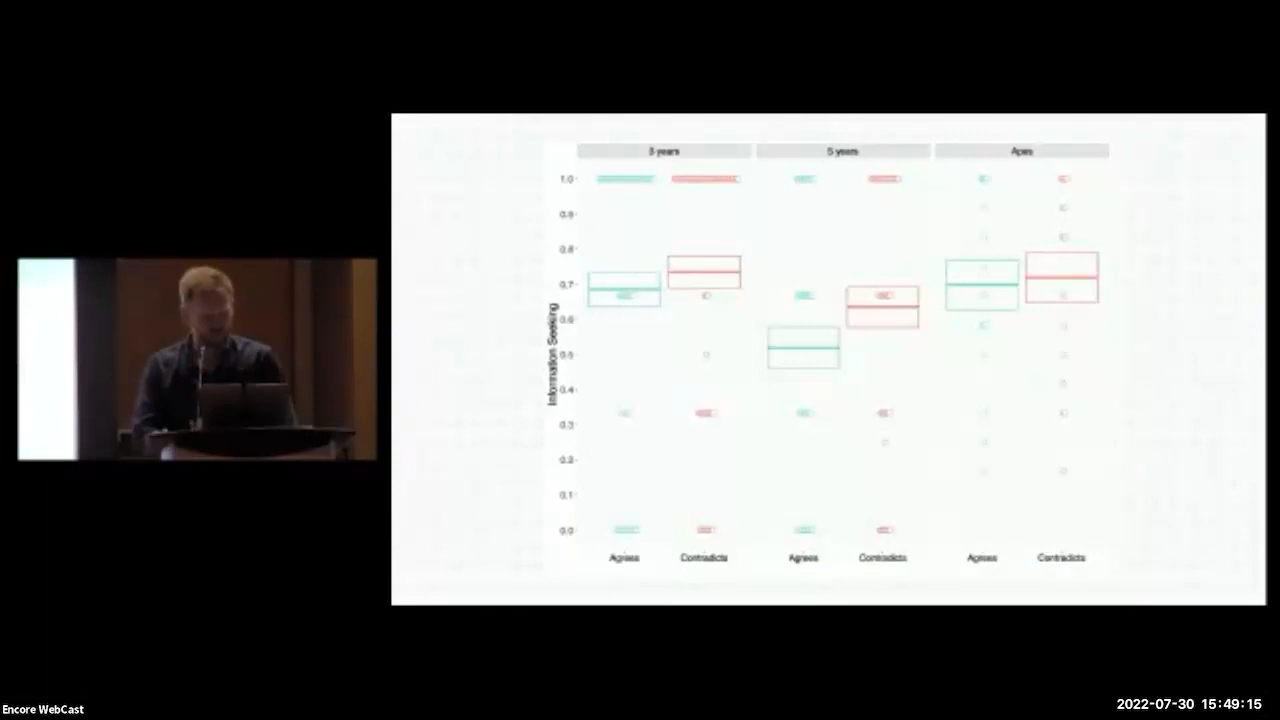 3 years
5 years
Apes
1.0
0.9
0.8
0.7
0.6
0.5
0.4
0.3
0.2
0.1
0.0
Information Seeking
Agrees
Contradicts
Agrees
Contradicts
Agrees
Contradicts
Encore WebCast
2022-07-30 15:49:15